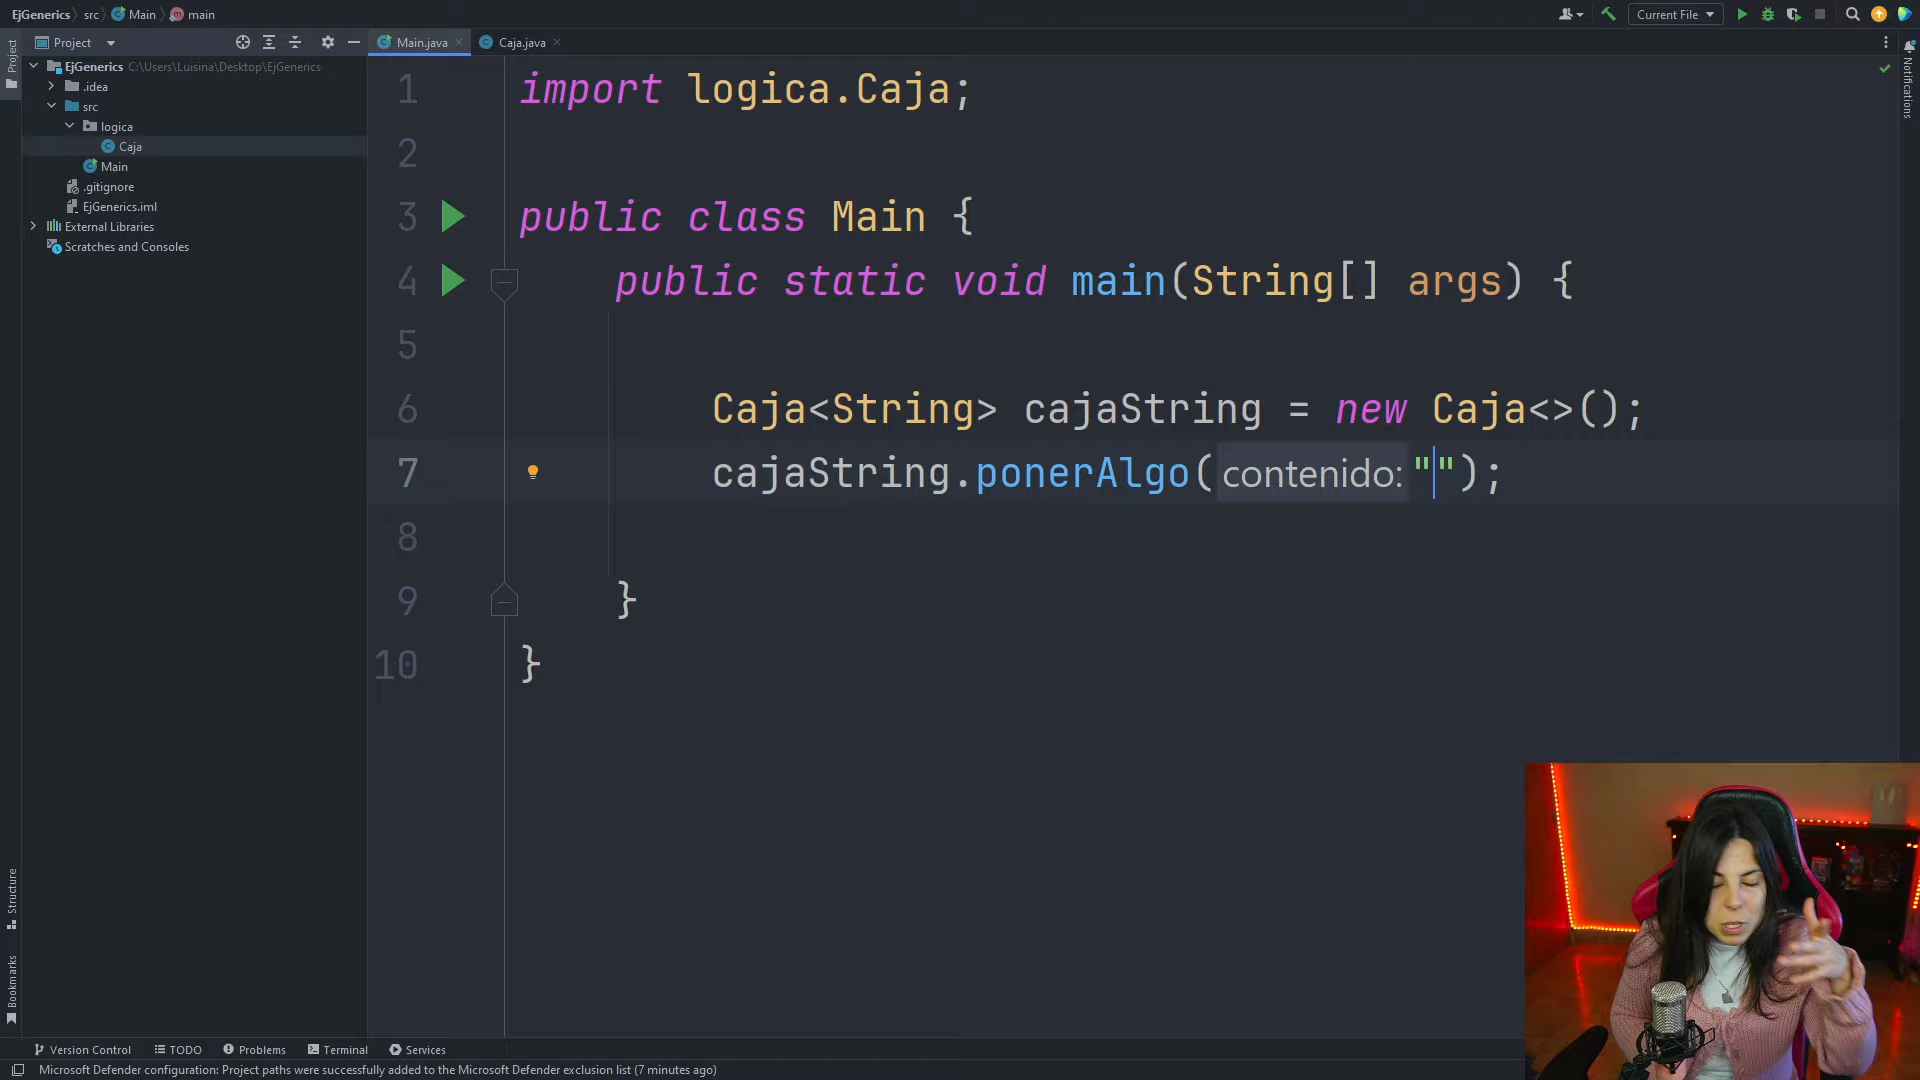 EjGenerics src Main main
Current File
Project
Main.java
Caja.java
Project
EjGenerics C:\Users\Luisina\Desktop\EjGenerics
.idea
src
logica
Caja
Main
.gitignore
EjGenerics.iml
External Libraries
Scratches and Consoles
Notifications
1 import logica.Caja;
2
3 public class Main {
4 public static void main(String[] args) {
5
6 Caja<String> cajaString = new Caja<>();
7 cajaString.ponerAlgo(contenido:"");
8
9 }
10 }
Structure
Bookmarks
Version Control TODO Problems Terminal Services
Microsoft Defender configuration: Project paths were successfully added to the Microsoft Defender exclusion list (7 minutes ago)